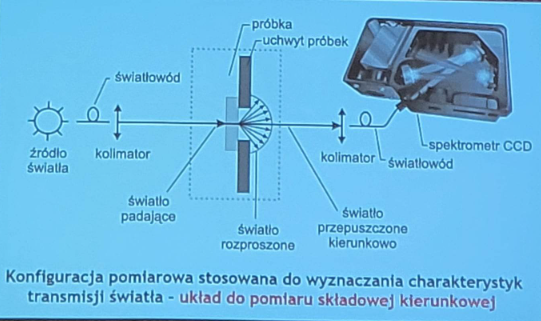 próbka
uchwyt próbek
światłowód
źródło
światła
kolimator
kolimator
światłowód
spektrometr CCD
światło
padające
światło
rozproszone
światło
przepuszczone
kierunkowo
Konfiguracja pomiarowa stosowana do wyznaczania charakterystyk
transmisji światła - układ do pomiaru składowej kierunkowej